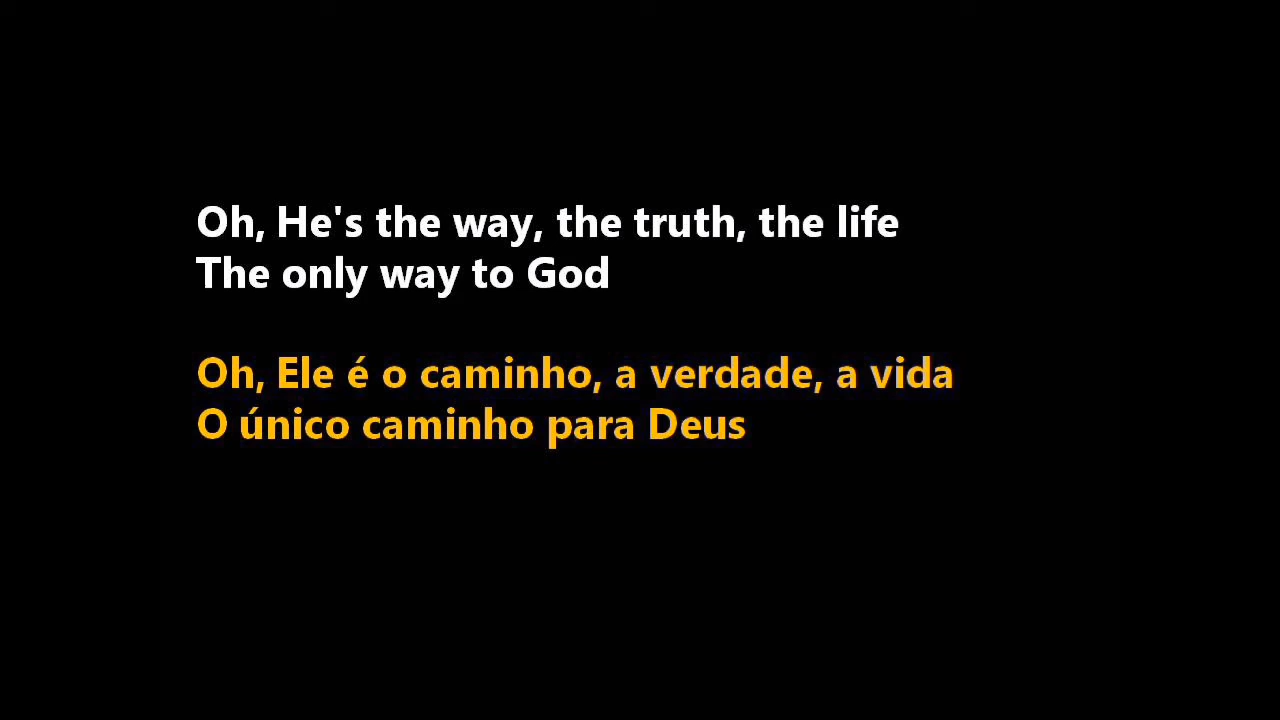 Oh, He's the way, the truth, the life
The only way to God
Oh, Ele é o caminho, a verdade, a vida
O único caminho para Deus